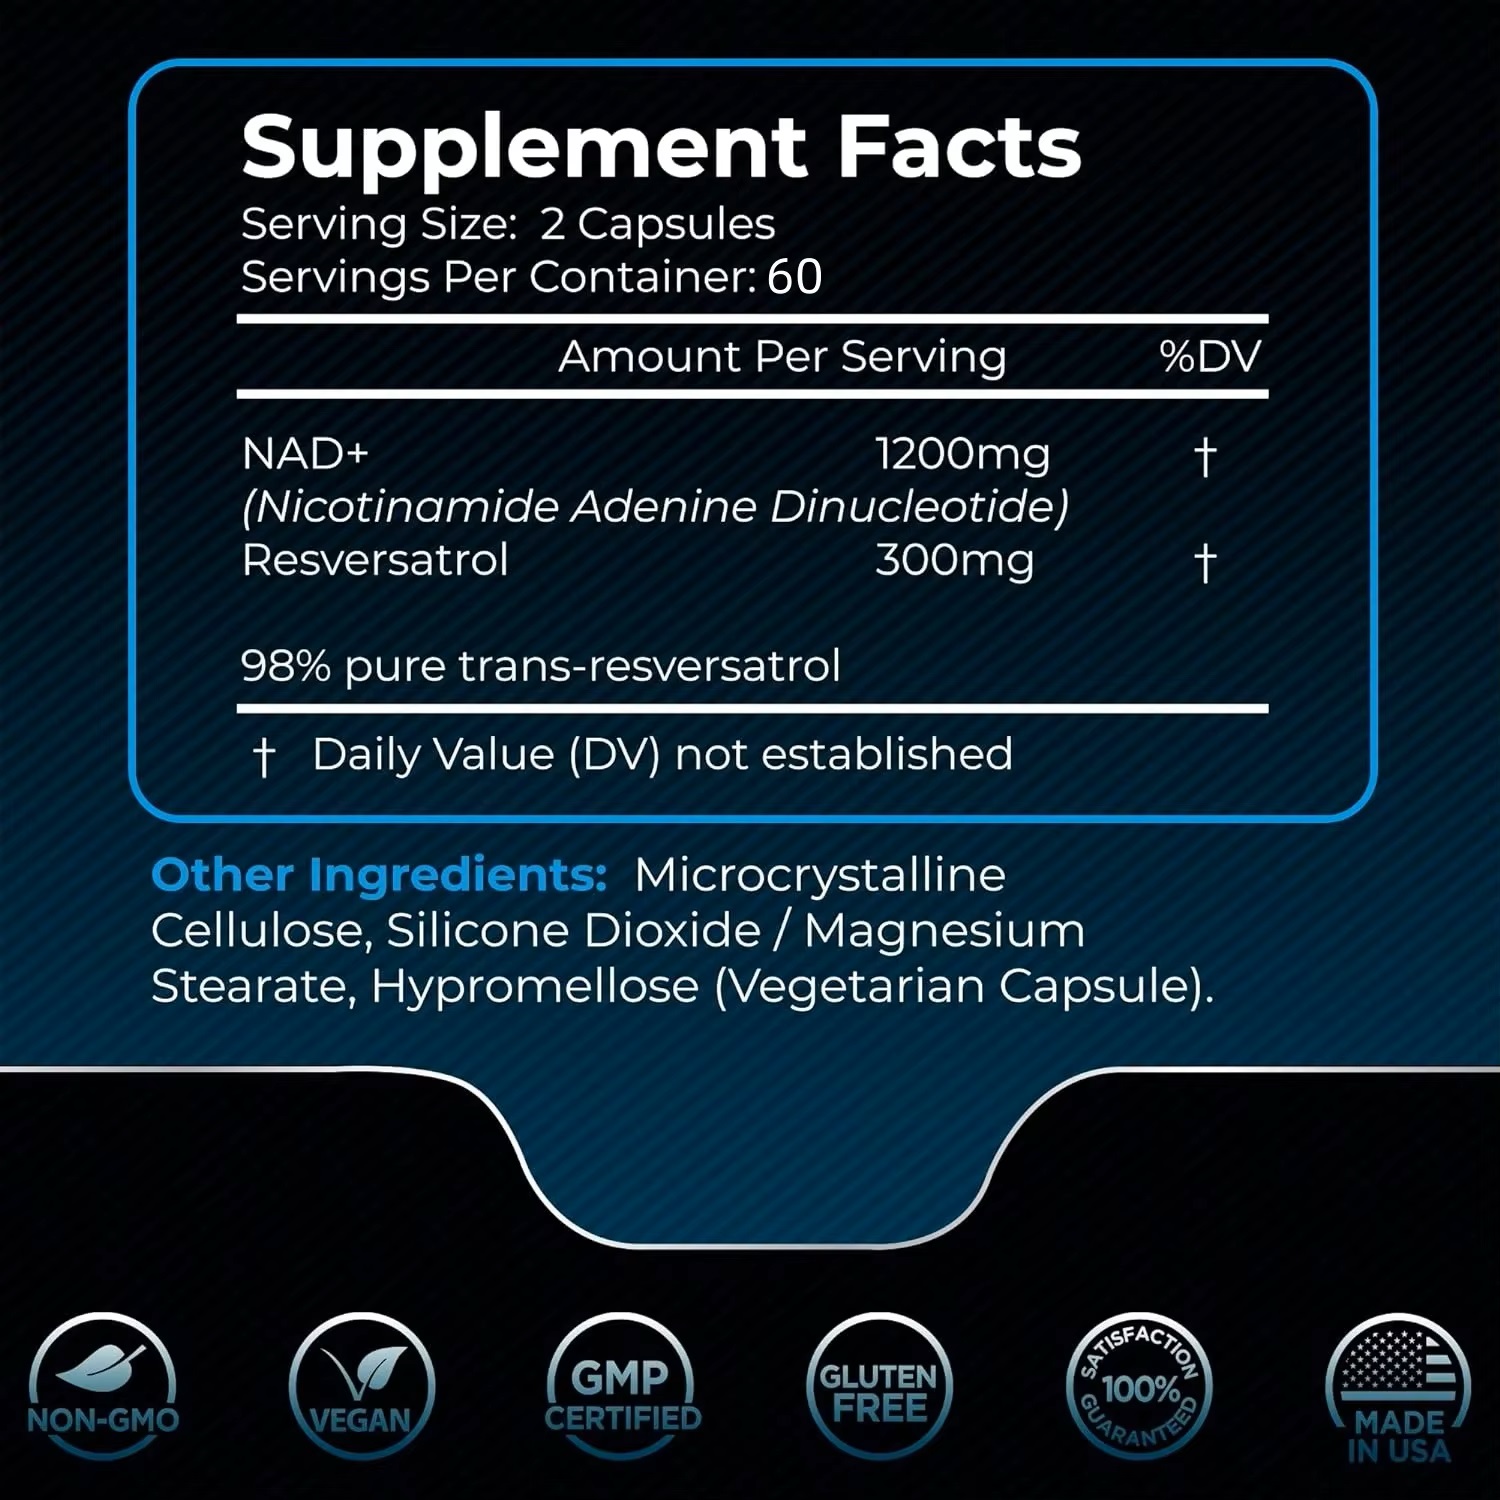 Supplement Facts
Serving Size: 2 Capsules
Servings Per Container: 60
Amount Per Serving %DV
NAD+ 1200mg †
(Nicotinamide Adenine Dinucleotide)
Resversatrol 300mg †
98% pure trans-resversatrol
† Daily Value (DV) not established
Other Ingredients: Microcrystalline
Cellulose, Silicone Dioxide / Magnesium
Stearate, Hypromellose (Vegetarian Capsule).
NON-GMO
VEGAN
GMP
CERTIFIED
GLUTEN
FREE
SATISFACTION
100%
GUARANTEED
MADE
IN USA